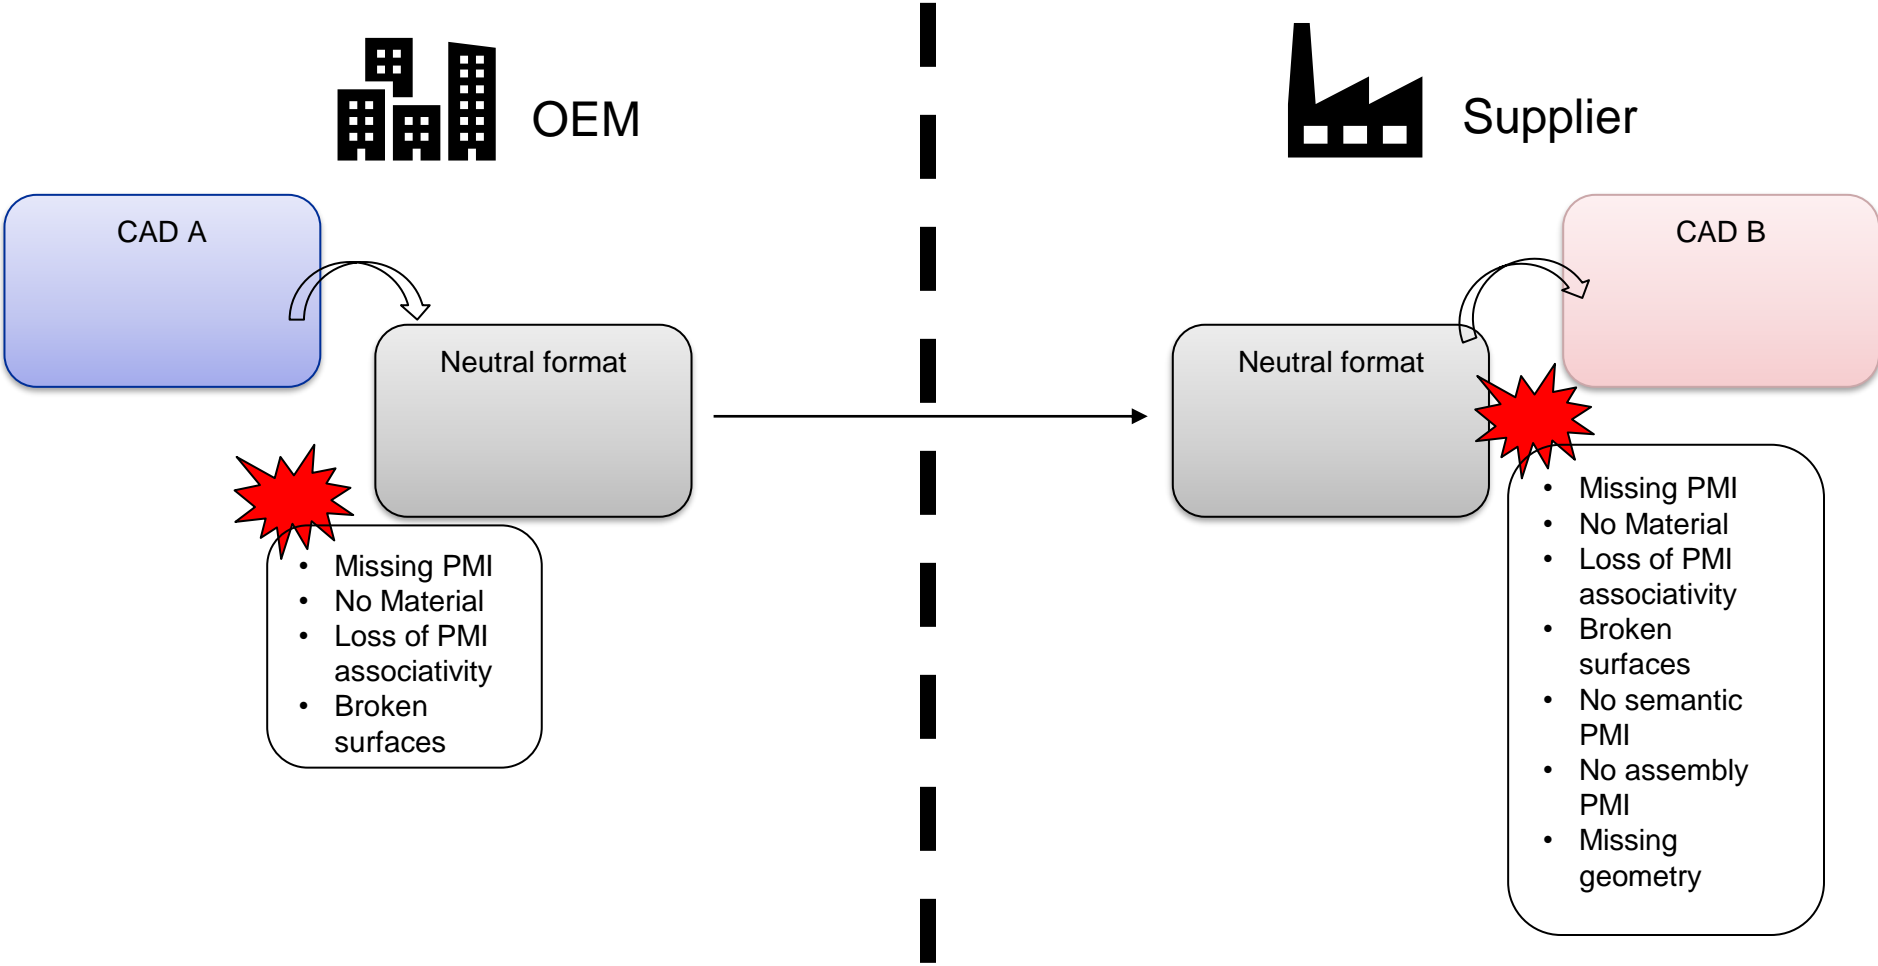 OEM
Supplier
CAD A
CAD B
Neutral format
Neutral format
• Missing PMI
• No Material
• Loss of PMI
associativity
• Broken
surfaces
• Missing PMI
• No Material
• Loss of PMI
associativity
• Broken
surfaces
• No semantic
PMI
• No assembly
PMI
• Missing
geometry